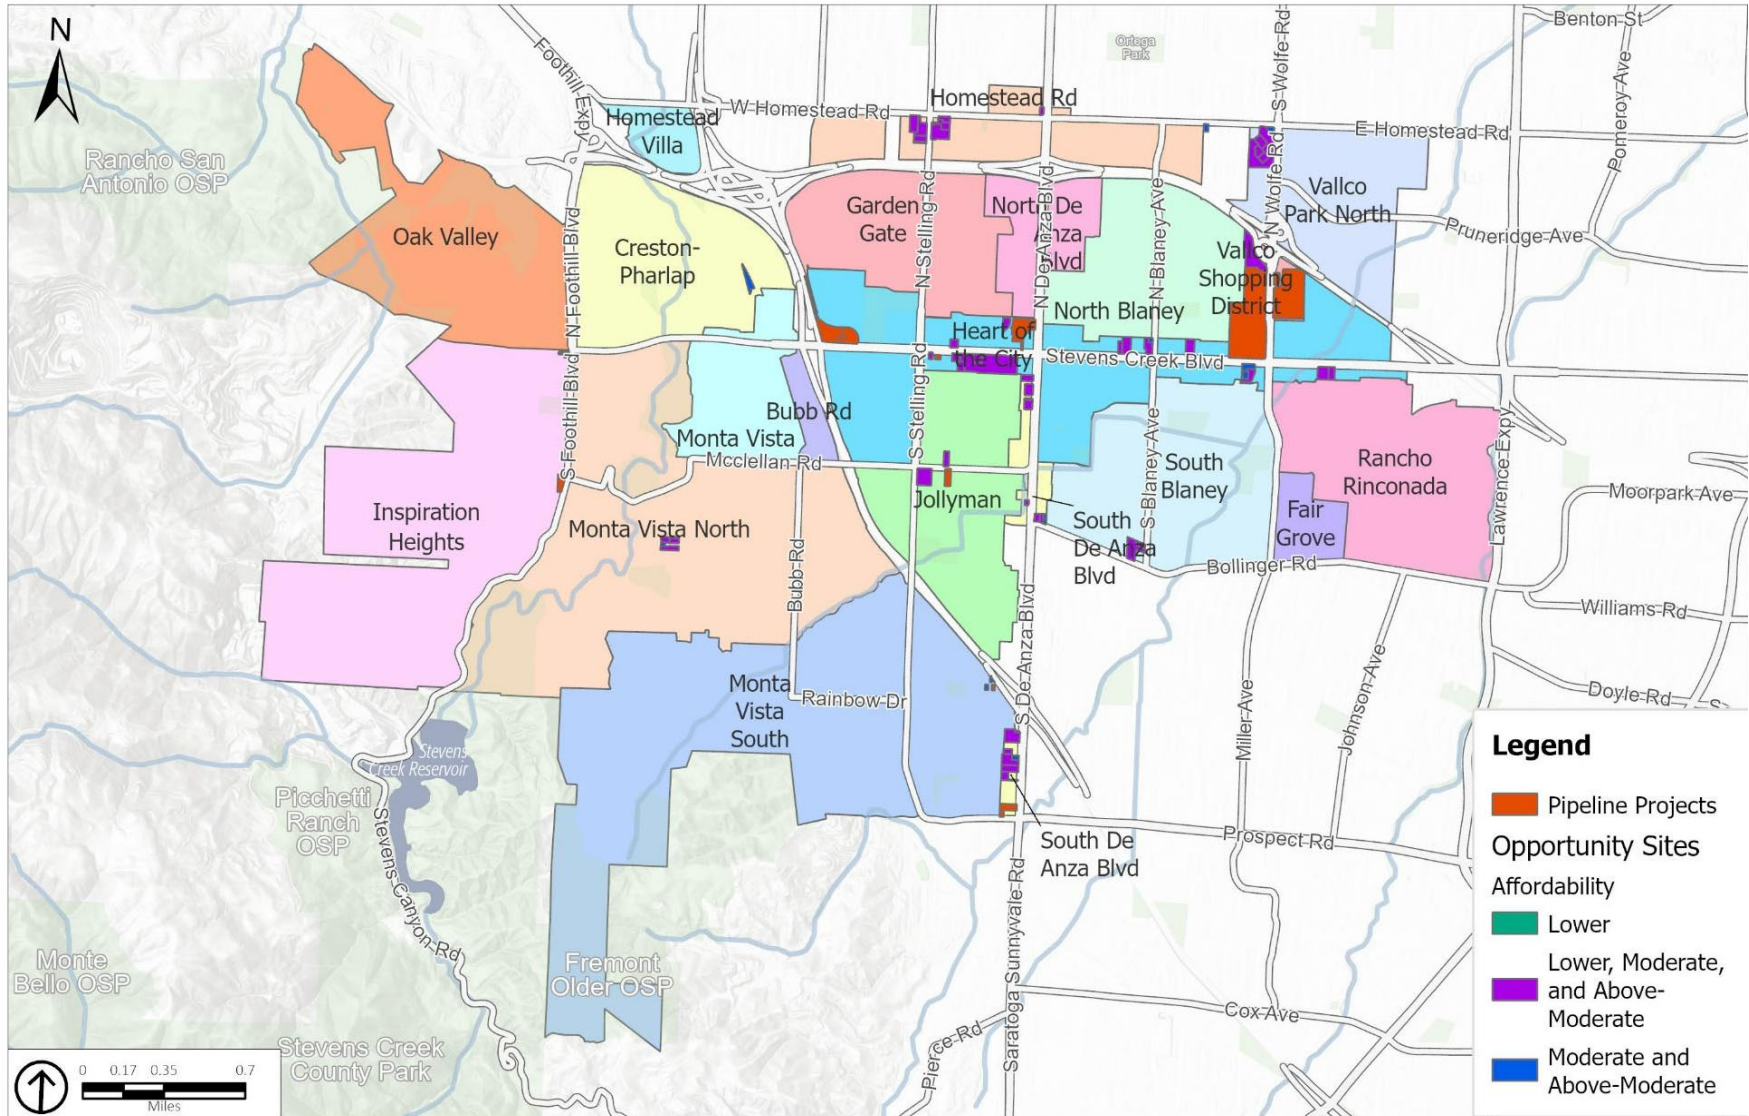 N
Benton St
Ortega
Park
S Wolfe Rd
Pomeroy Ave
Foothill Expy
Homestead Rd
W Homestead Rd
E Homestead Rd
Homestead
Villa
Rancho San
Antonio OSP
Vallco
Park North
Pruneridge Ave
N Wolfe Rd
Garden
Gate
North De
Anza
Blvd
N De Anza Blvd
N Stelling Rd
N Blaney Ave
Oak Valley
Creston-
Pharlap
N Foothill Blvd
Vallco
Shopping
District
North Blaney
Heart of
the City
Stevens Creek Blvd
S Foothill Blvd
S Stelling Rd
Bubb Rd
Monta Vista
Mcclellan Rd
S Blaney Ave
South
Blaney
Rancho
Rinconada
Lawrence Expy
Moorpark Ave
Jollyman
Inspiration
Heights
Monta Vista North
South
De Anza
Blvd
Fair
Grove
Bollinger Rd
Bubb Rd
Williams Rd
S De Anza Blvd
Miller Ave
Johnson Ave
Doyle Rd
S
Monta
Vista
South
Rainbow Dr
Stevens
Creek Reservoir
Picchetti
Ranch
OSP
Stevens Canyon Rd
South De
Anza Blvd
Prospect Rd
Saratoga Sunnyvale Rd
Monte
Bello OSP
Fremont
Older OSP
Cox Ave
Pierce Rd
Stevens Creek
County Park
0 0.17 0.35 0.7
Miles
Legend
Pipeline Projects
Opportunity Sites
Affordability
Lower
Lower, Moderate,
and Above-
Moderate
Moderate and
Above-Moderate